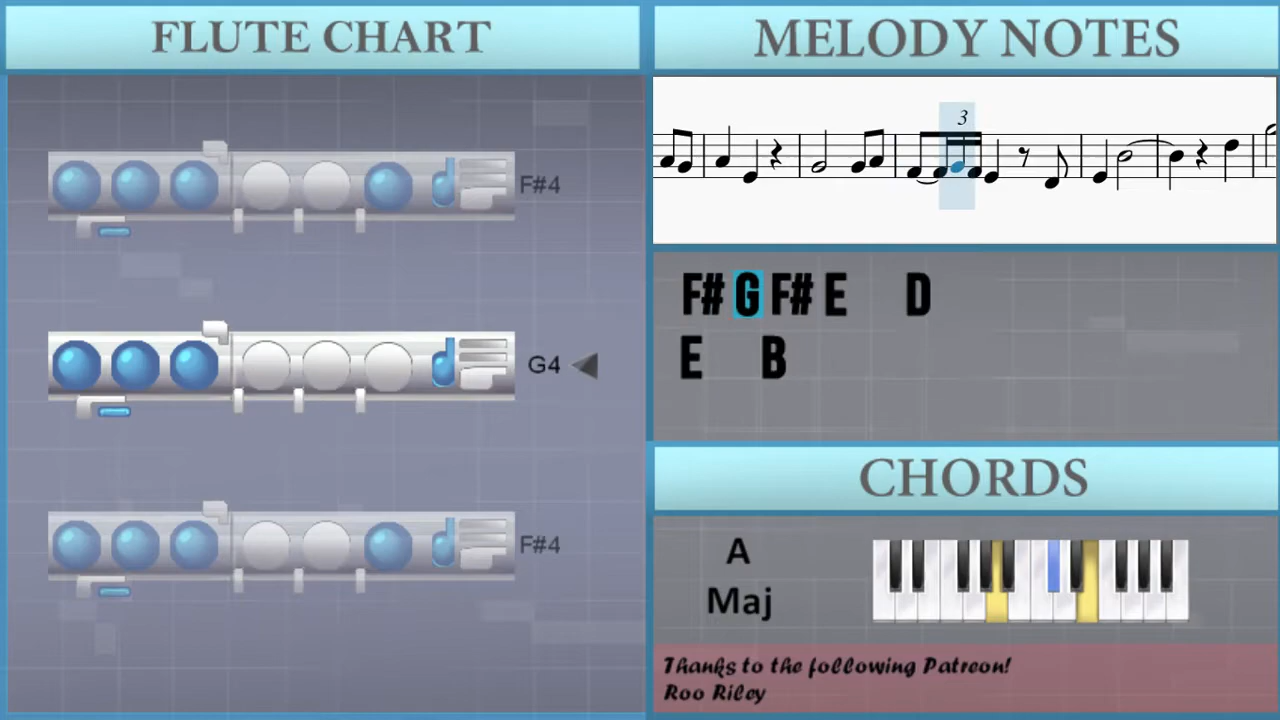 FLUTE CHART
F#4
G4
F#4
MELODY NOTES
3
F# G F# E D
E B
CHORDS
A
Maj
Thanks to the following Patreon!
Roo Riley